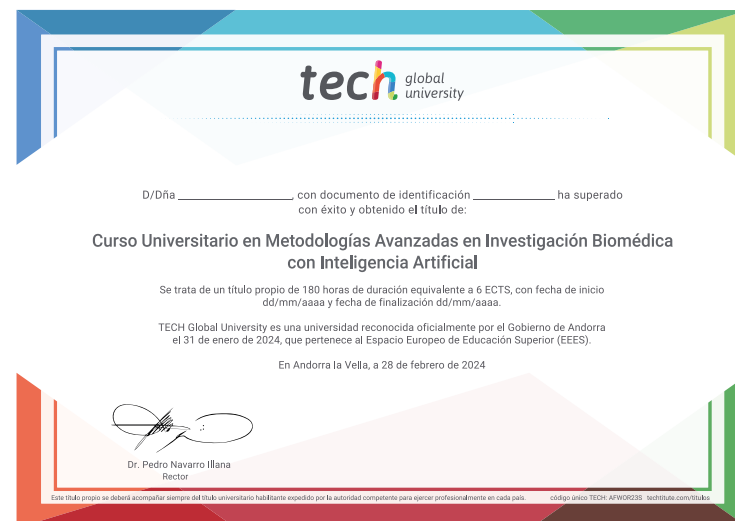 tech global university
D/Dña ____________________, con documento de identificación ______________ ha superado
con éxito y obtenido el título de:
Curso Universitario en Metodologías Avanzadas en Investigación Biomédica
con Inteligencia Artificial
Se trata de un título propio de 180 horas de duración equivalente a 6 ECTS, con fecha de inicio
dd/mm/aaaa y fecha de finalización dd/mm/aaaa.
TECH Global University es una universidad reconocida oficialmente por el Gobierno de Andorra
el 31 de enero de 2024, que pertenece al Espacio Europeo de Educación Superior (EEES).
En Andorra la Vella, a 28 de febrero de 2024
Dr. Pedro Navarro Illana
Rector
Este título propio se deberá acompañar siempre del título universitario habilitante expedido por la autoridad competente para ejercer profesionalmente en cada país. código único TECH: AFWOR23S techtitute.com/titulos